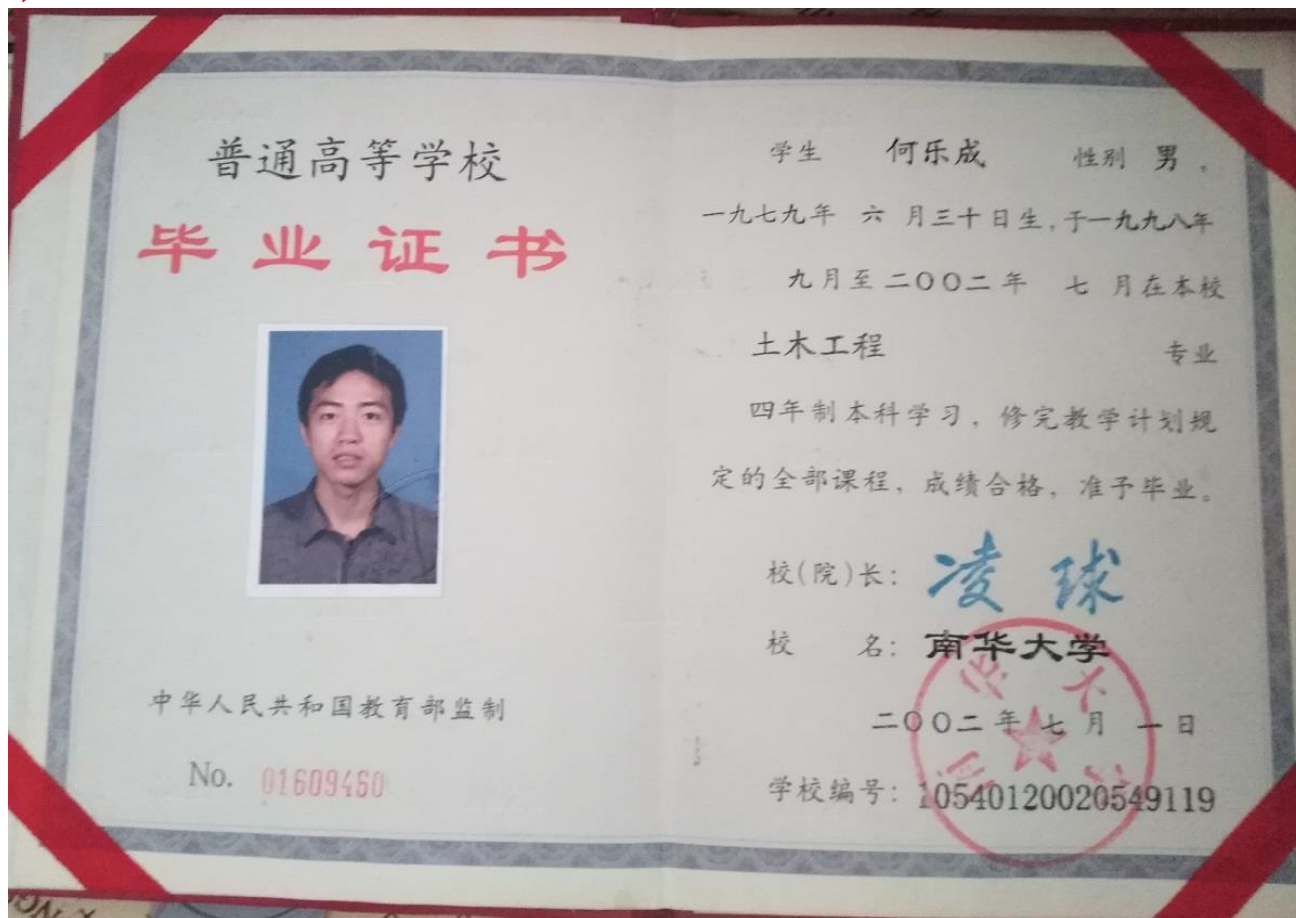 普通高等学校
毕业证书
中华人民共和国教育部监制
No. 01609460
学生 何乐成 性别 男，
一九七九年 六 月三十日生，于一九九八年
九月至二〇〇二年 七 月在本校
土木工程 专业
四年制本科学习，修完教学计划规
定的全部课程，成绩合格，准予毕业。
校(院)长：凌球
校 名：南华大学
二〇〇二年七月 一日
学校编号：10540120020549119